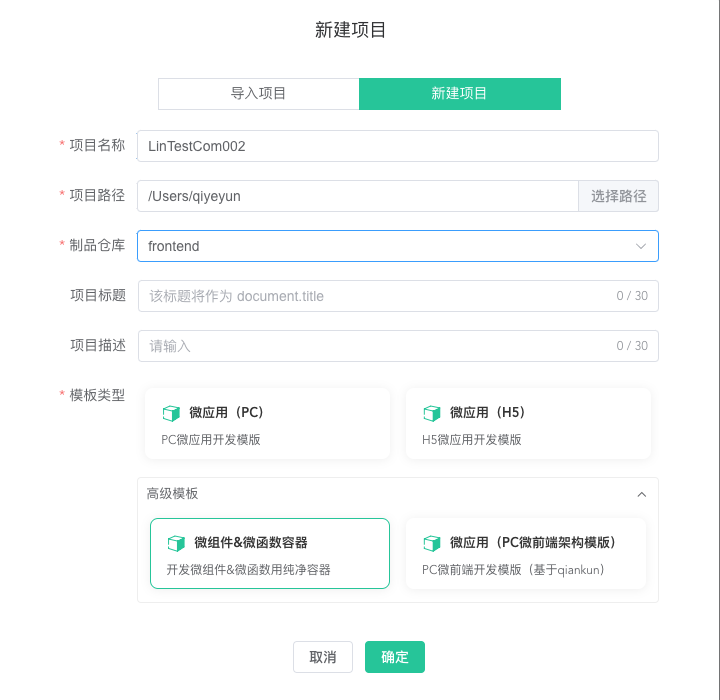 新建项目
导入项目 新建项目
* 项目名称 LinTestCom002
* 项目路径 /Users/qiyeyun 选择路径
* 制品仓库 frontend
项目标题 该标题将作为 document.title 0 / 30
项目描述 请输入 0 / 30
* 模板类型
微应用（PC） 微应用（H5）
PC微应用开发模版 H5微应用开发模版
高级模板
微组件&微函数容器 微应用（PC微前端架构模版）
开发微组件&微函数用纯净容器 PC微前端开发模版（基于qiankun）
取消 确定